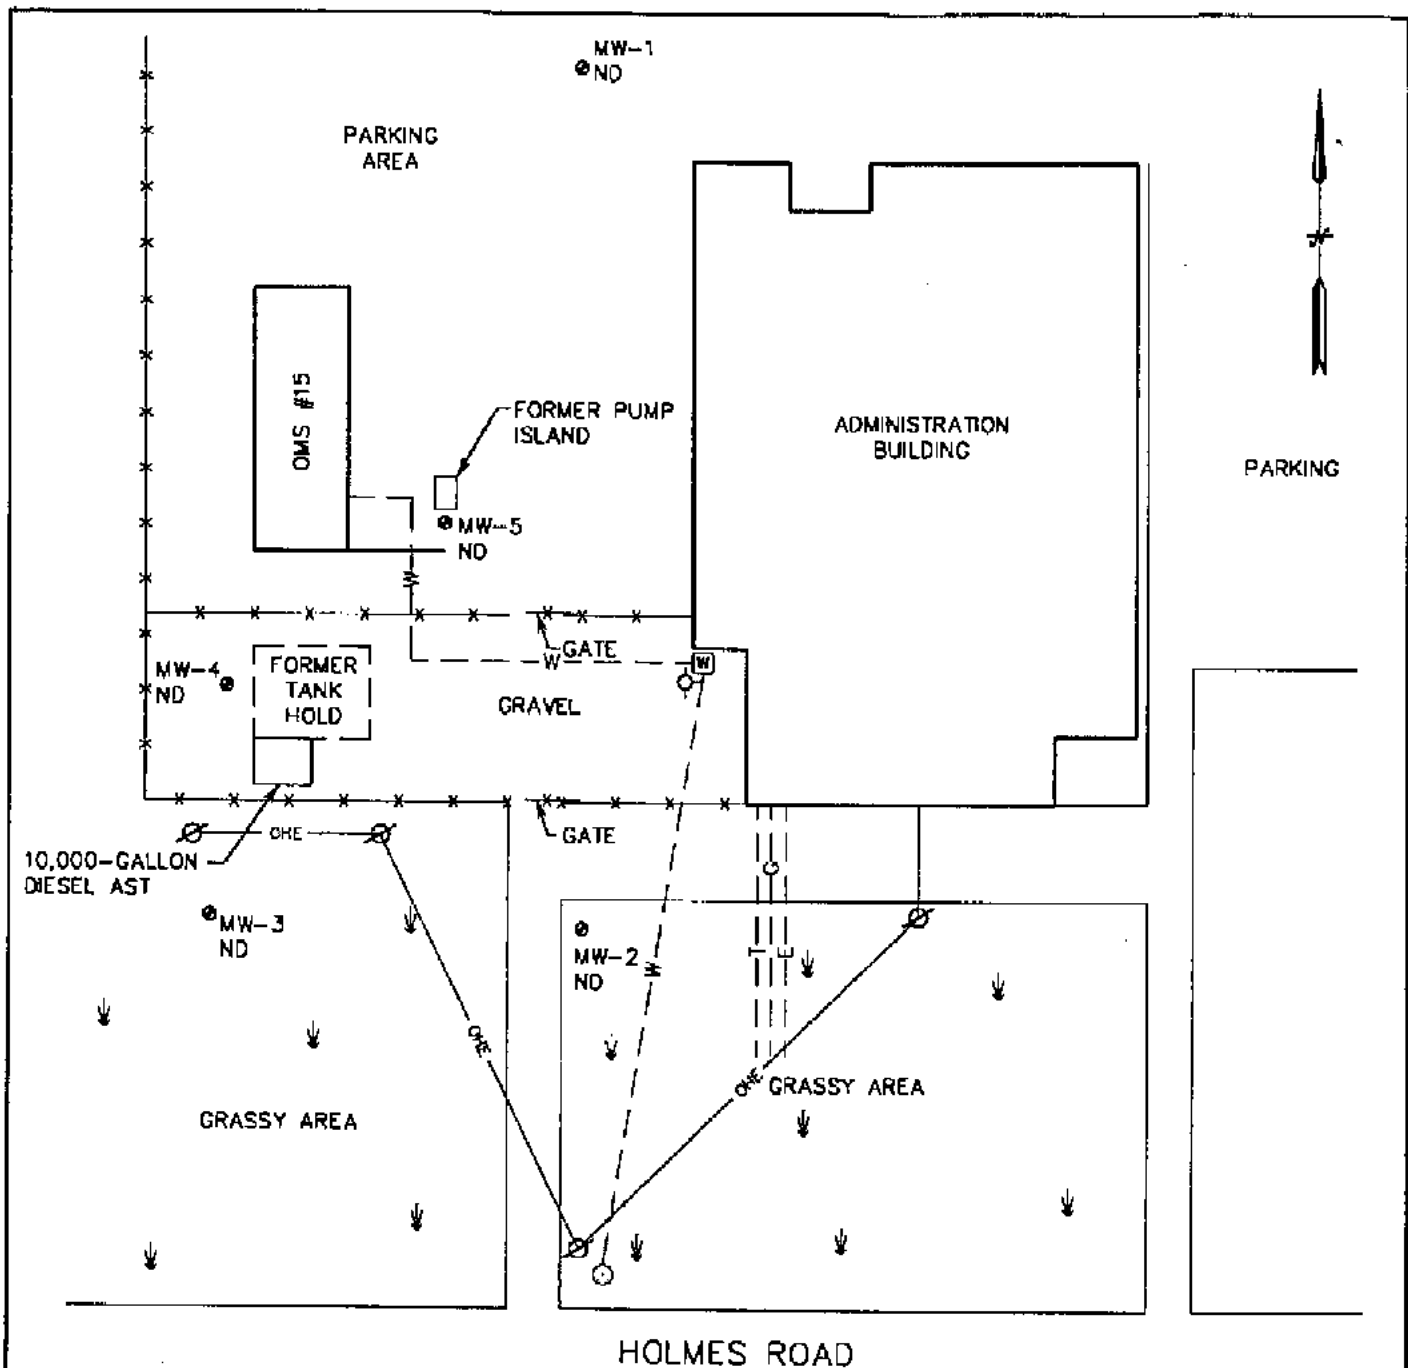 MW-1
ND
PARKING
AREA
N
OMS #15
FORMER PUMP
ISLAND
ADMINISTRATION
BUILDING
PARKING
MW-5
ND
W
GATE
W
W
MW-4
ND
FORMER
TANK
HOLD
GRAVEL
OHE
GATE
10,000-GALLON
DIESEL AST
G
MW-3
ND
MW-2
ND
W
T
E
OHE
OHE
GRASSY AREA
GRASSY AREA
HOLMES ROAD